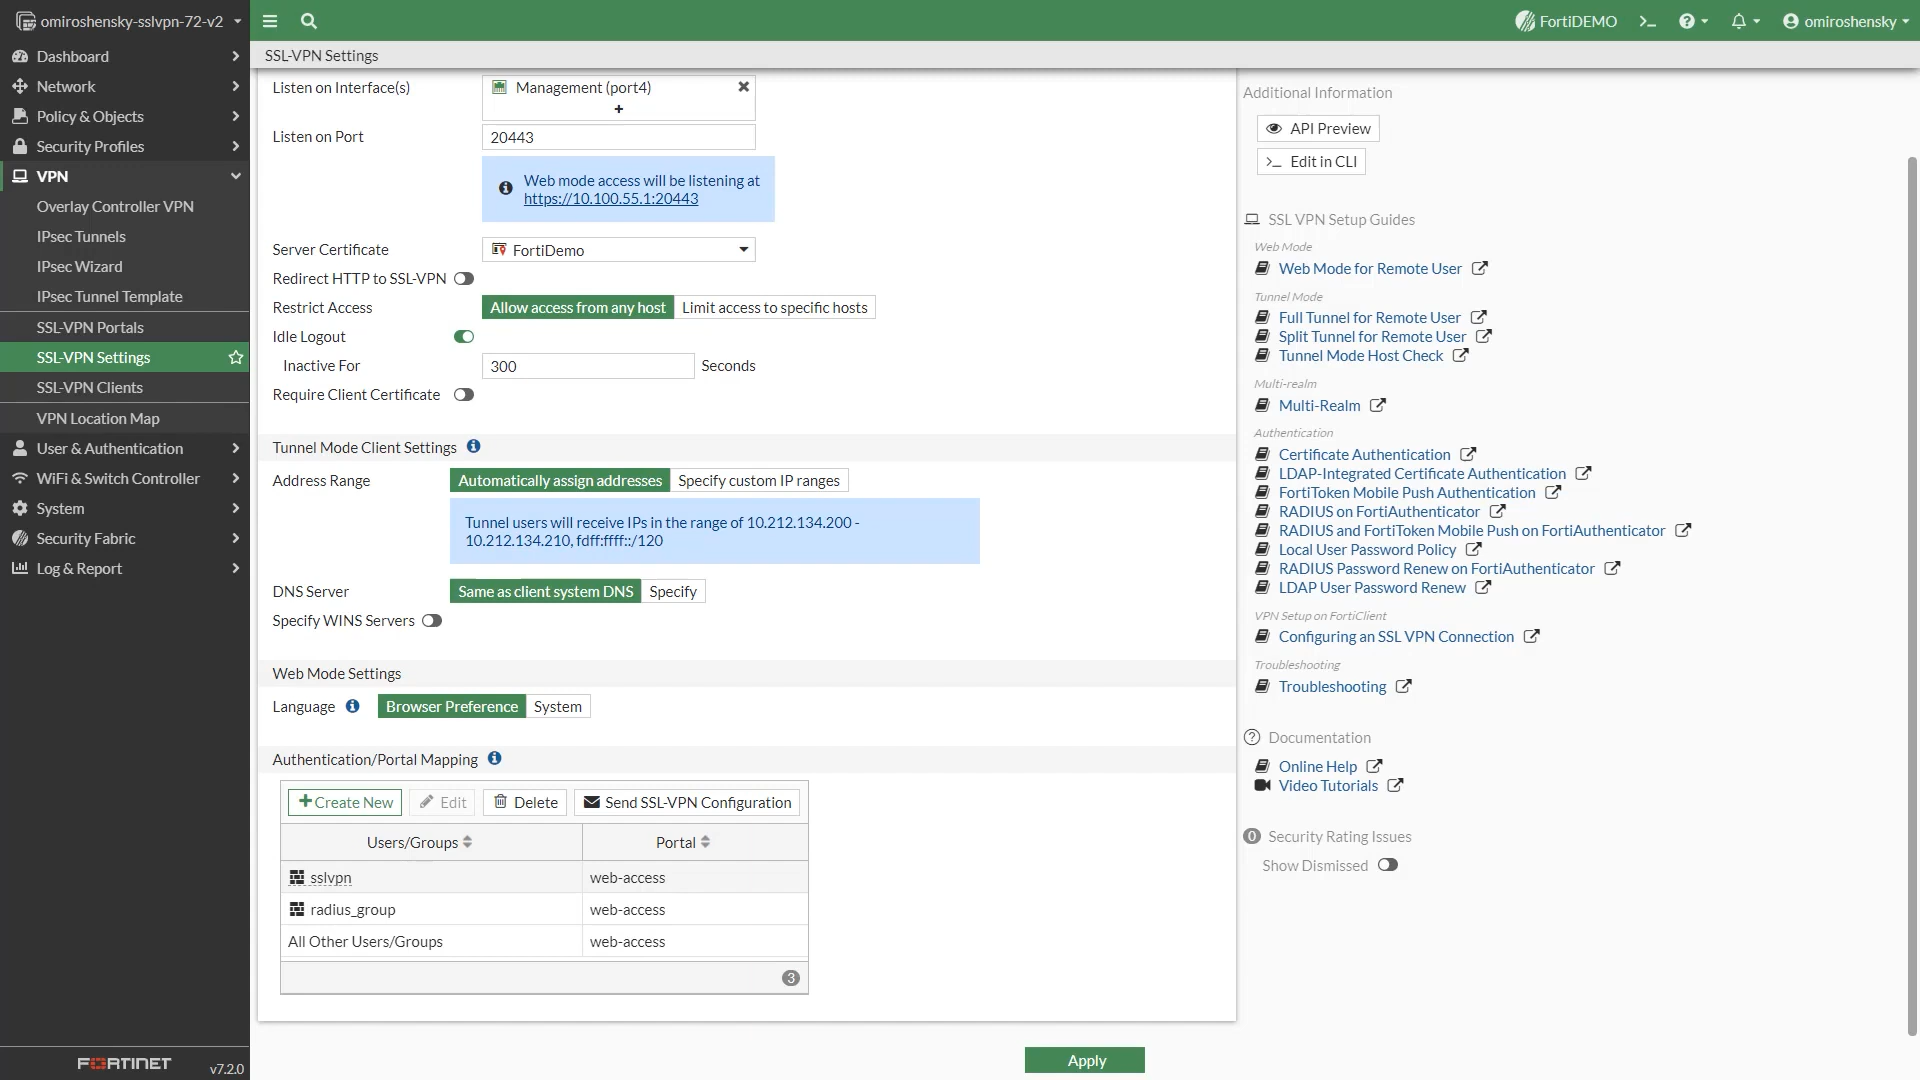 omiroshensky-sslvpn-72-v2
FortiDEMO
omiroshensky
Dashboard
Network
Policy & Objects
Security Profiles
VPN
Overlay Controller VPN
IPsec Tunnels
IPsec Wizard
IPsec Tunnel Template
SSL-VPN Portals
SSL-VPN Settings
SSL-VPN Clients
VPN Location Map
User & Authentication
WiFi & Switch Controller
System
Security Fabric
Log & Report
FORTINET
v7.2.0
SSL-VPN Settings
Listen on Interface(s)
Management (port4)
+
Listen on Port
20443
Web mode access will be listening at
https://10.100.55.1:20443
Server Certificate
FortiDemo
Redirect HTTP to SSL-VPN
Restrict Access
Allow access from any host
Limit access to specific hosts
Idle Logout
Inactive For
300
Seconds
Require Client Certificate
Tunnel Mode Client Settings
Address Range
Automatically assign addresses
Specify custom IP ranges
Tunnel users will receive IPs in the range of 10.212.134.200 -
10.212.134.210, fdff:ffff::/120
DNS Server
Same as client system DNS
Specify
Specify WINS Servers
Web Mode Settings
Language
Browser Preference
System
Authentication/Portal Mapping
+ Create New
Edit
Delete
Send SSL-VPN Configuration
Users/Groups
Portal
sslvpn
web-access
radius_group
web-access
All Other Users/Groups
web-access
3
Apply
Additional Information
API Preview
>_ Edit in CLI
SSL VPN Setup Guides
Web Mode
Web Mode for Remote User
Tunnel Mode
Full Tunnel for Remote User
Split Tunnel for Remote User
Tunnel Mode Host Check
Multi-realm
Multi-Realm
Authentication
Certificate Authentication
LDAP-Integrated Certificate Authentication
FortiToken Mobile Push Authentication
RADIUS on FortiAuthenticator
RADIUS and FortiToken Mobile Push on FortiAuthenticator
Local User Password Policy
RADIUS Password Renew on FortiAuthenticator
LDAP User Password Renew
VPN Setup on FortiClient
Configuring an SSL VPN Connection
Troubleshooting
Troubleshooting
Documentation
Online Help
Video Tutorials
0 Security Rating Issues
Show Dismissed